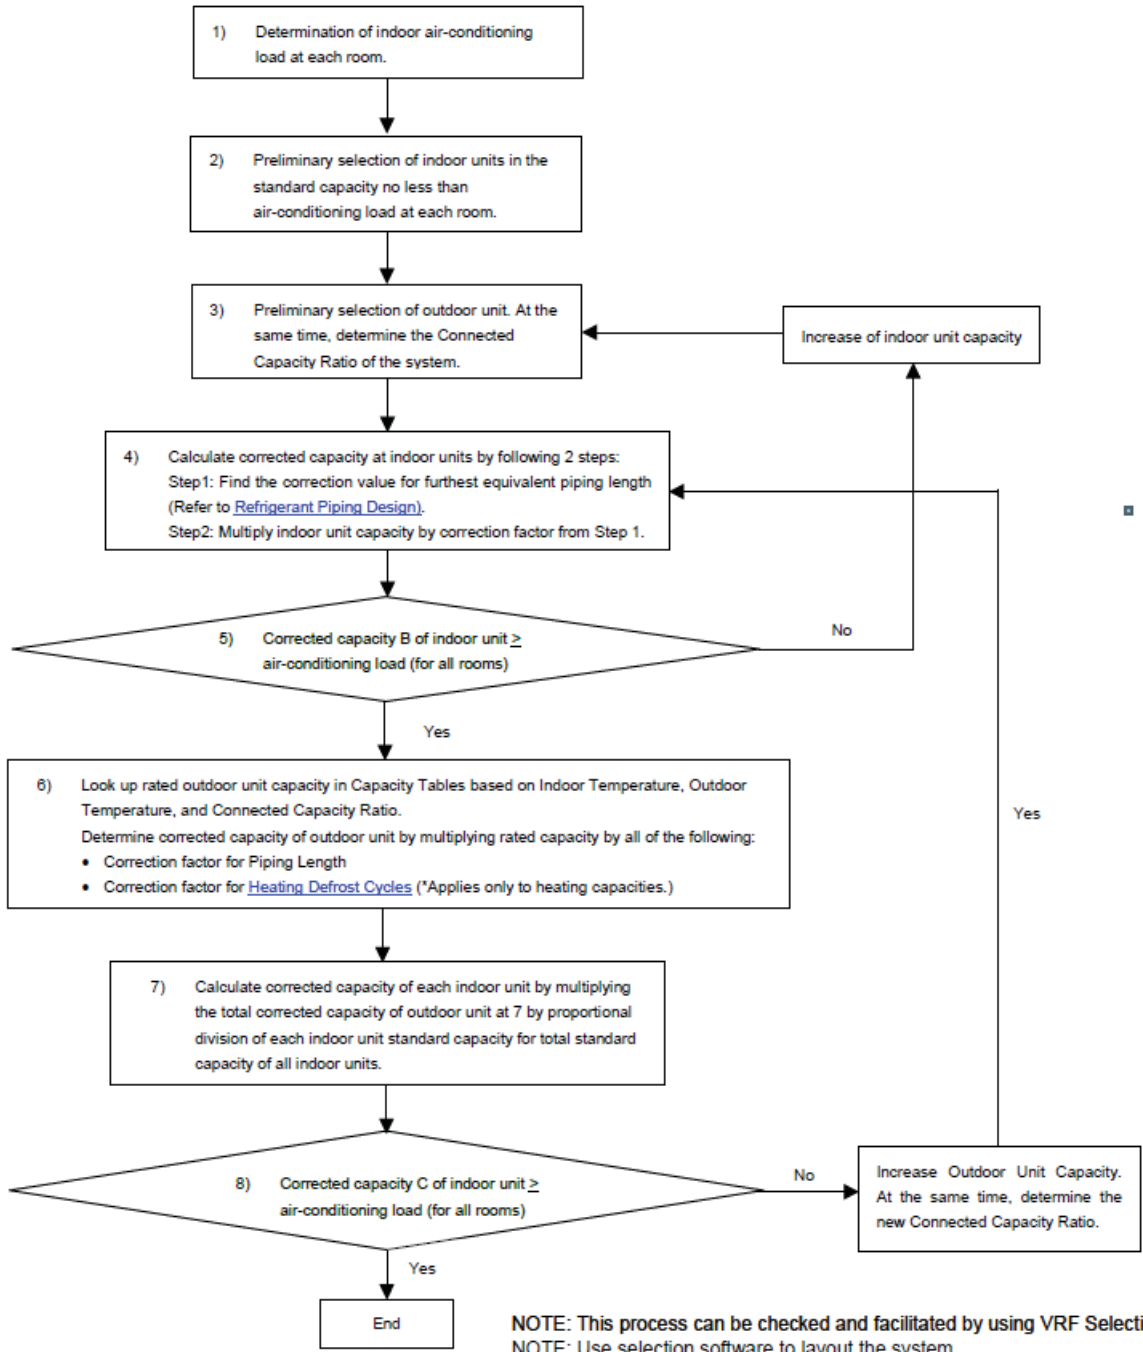 1) Determination of indoor air-conditioning
load at each room.
2) Preliminary selection of indoor units in the
standard capacity no less than
air-conditioning load at each room.
3) Preliminary selection of outdoor unit. At the
same time, determine the Connected
Capacity Ratio of the system.
Increase of indoor unit capacity
4) Calculate corrected capacity at indoor units by following 2 steps:
Step1: Find the correction value for furthest equivalent piping length
(Refer to Refrigerant Piping Design).
Step2: Multiply indoor unit capacity by correction factor from Step 1.
5) Corrected capacity B of indoor unit ≥
air-conditioning load (for all rooms)
No
Yes
6) Look up rated outdoor unit capacity in Capacity Tables based on Indoor Temperature, Outdoor
Temperature, and Connected Capacity Ratio.
Determine corrected capacity of outdoor unit by multiplying rated capacity by all of the following:
• Correction factor for Piping Length
• Correction factor for Heating Defrost Cycles (*Applies only to heating capacities.)
Yes
7) Calculate corrected capacity of each indoor unit by multiplying
the total corrected capacity of outdoor unit at 7 by proportional
division of each indoor unit standard capacity for total standard
capacity of all indoor units.
8) Corrected capacity C of indoor unit ≥
air-conditioning load (for all rooms)
No
Increase Outdoor Unit Capacity.
At the same time, determine the
new Connected Capacity Ratio.
Yes
End
NOTE: This process can be checked and facilitated by using VRF Selecti
NOTE: Use selection software to layout the system